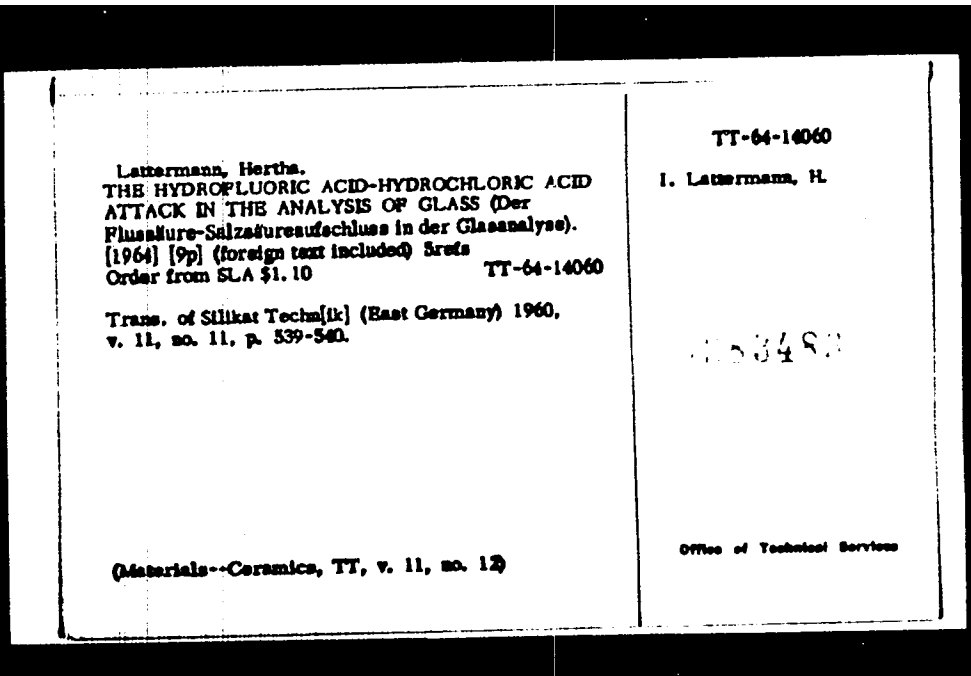 Lattermann, Hertha.
THE HYDROFLUORIC ACID-HYDROCHLORIC ACID
ATTACK IN THE ANALYSIS OF GLASS (Der
Flussäure-Salzsäureaufschluss in der Glasanalyse).
[1964] [9p] (foreign text included) 5refs
Order from SLA $1.10 TT-64-14060
Trans. of Silikat Techn[ik] (East Germany) 1960,
v. 11, no. 11, p. 539-540.
(Materials--Ceramics, TT, v. 11, no. 12)
TT-64-14060
I. Lattermann, H.
Office of Technical Services